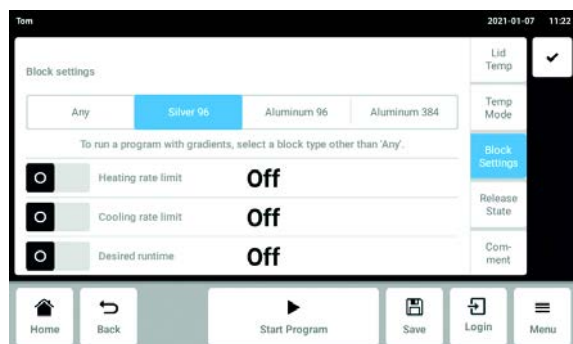 Tom 2021-01-07 11:22
Block settings
Any Silver 96 Aluminum 96 Aluminum 384
To run a program with gradients, select a block type other than 'Any'.
Heating rate limit Off
Cooling rate limit Off
Desired runtime Off
Lid
Temp
Temp
Mode
Block
Settings
Release
State
Com-
ment
Home Back Start Program Save Login Menu